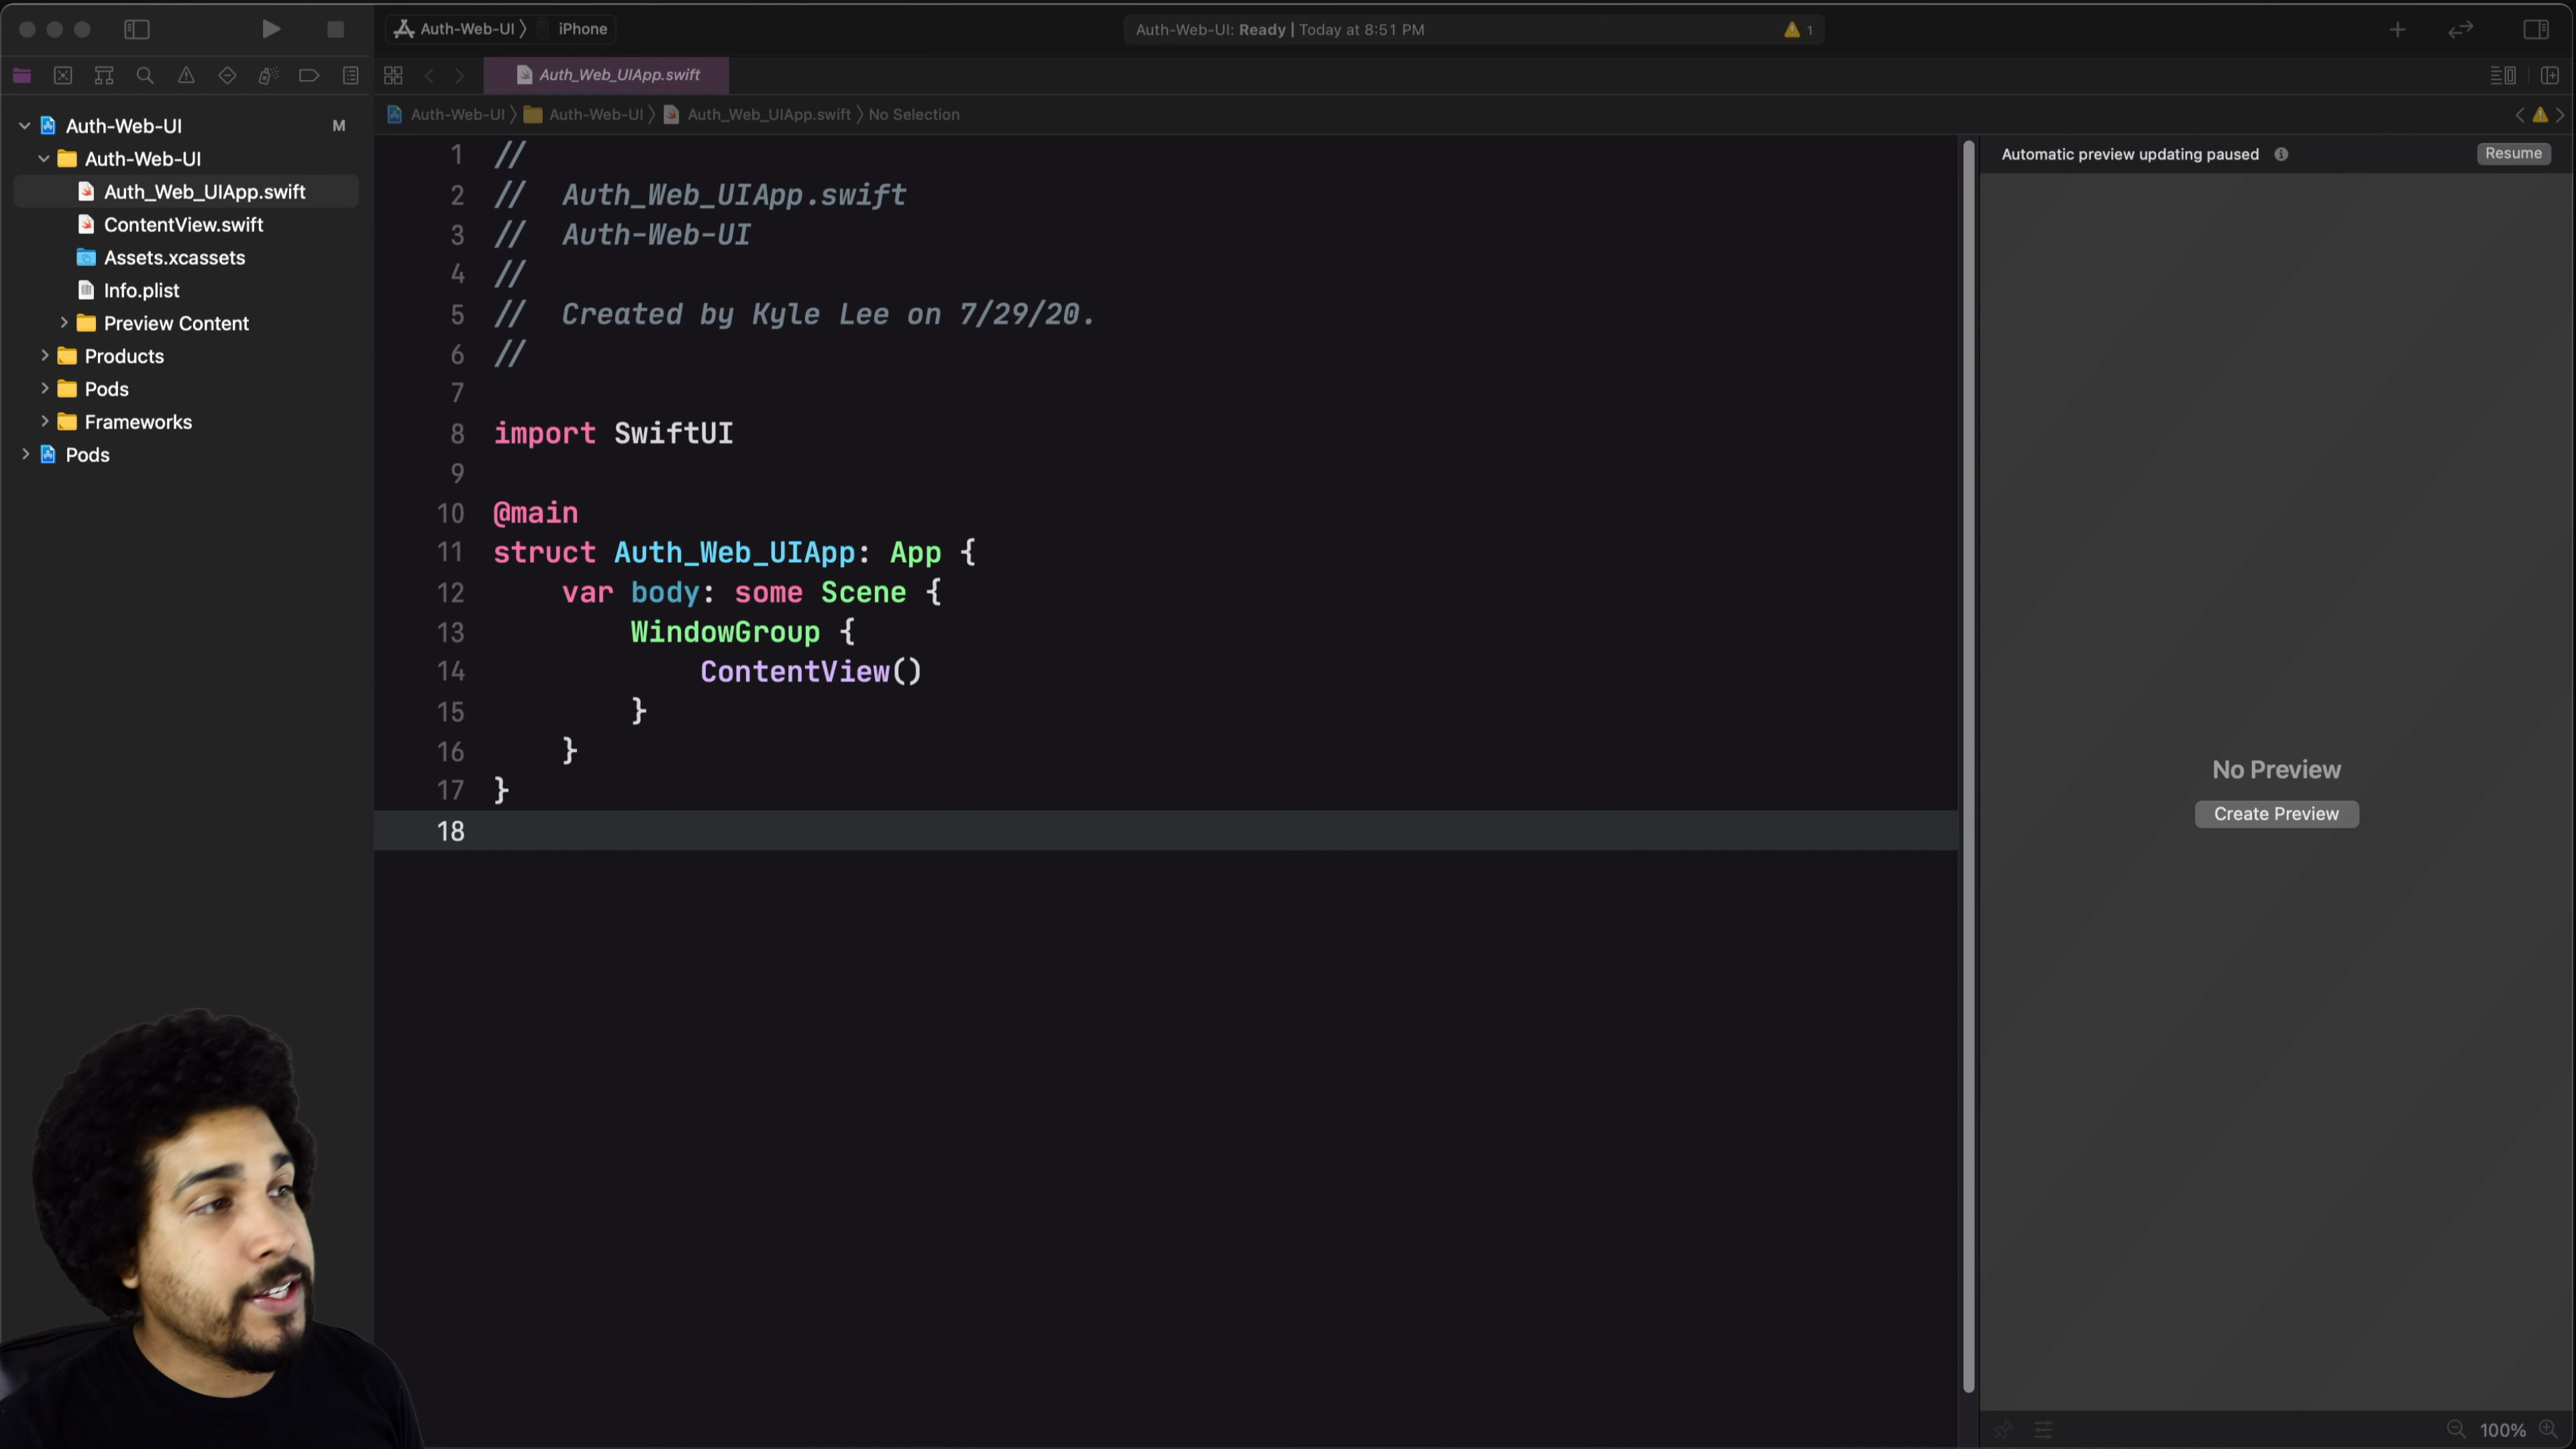 Auth-Web-UI 〉 iPhone
Auth-Web-UI: Ready | Today at 8:51 PM
1
Auth_Web_UIApp.swift
Auth-Web-UI 〉 Auth-Web-UI 〉 Auth_Web_UIApp.swift 〉 No Selection
Auth-Web-UI M
Auth-Web-UI
Auth_Web_UIApp.swift
ContentView.swift
Assets.xcassets
Info.plist
Preview Content
Products
Pods
Frameworks
Pods
1 //
2 //  Auth_Web_UIApp.swift
3 //  Auth-Web-UI
4 //
5 //  Created by Kyle Lee on 7/29/20.
6 //
7
8 import SwiftUI
9
10 @main
11 struct Auth_Web_UIApp: App {
12     var body: some Scene {
13         WindowGroup {
14             ContentView()
15         }
16     }
17 }
18
Automatic preview updating paused
Resume
No Preview
Create Preview
100%